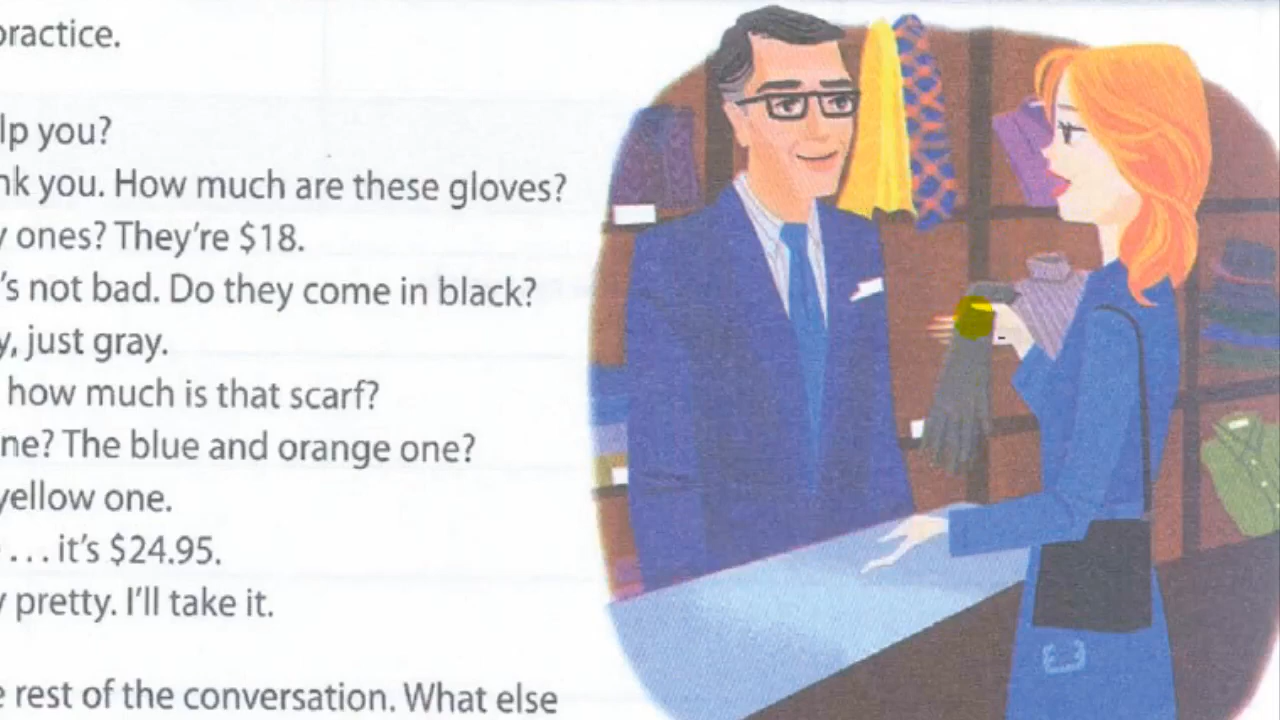 practice.
lp you?
nk you. How much are these gloves?
y ones? They're $18.
's not bad. Do they come in black?
y, just gray.
how much is that scarf?
ne? The blue and orange one?
yellow one.
... it's $24.95.
y pretty. I'll take it.
e rest of the conversation. What else